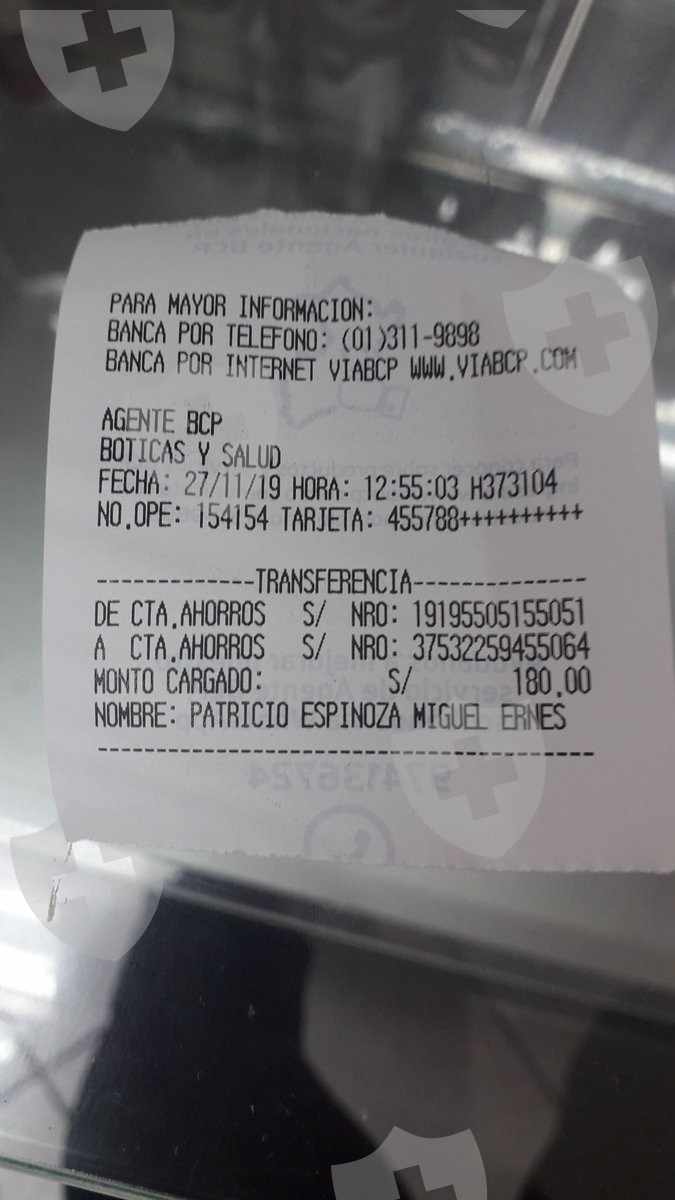 PARA MAYOR INFORMACION:
BANCA POR TELEFONO: (01)311-9898
BANCA POR INTERNET VIABCP WWW.VIABCP.COM
AGENTE BCP
BOTICAS Y SALUD
FECHA: 27/11/19 HORA: 12:55:03 H373104
NO.OPE: 154154 TARJETA: 455788++++++++++
-------------TRANSFERENCIA--------------
DE CTA.AHORROS S/ NRO: 19195505155051
A CTA.AHORROS S/ NRO: 37532259455064
MONTO CARGADO: S/ 180.00
NOMBRE: PATRICIO ESPINOZA MIGUEL ERNES
----------------------------------------
974136724